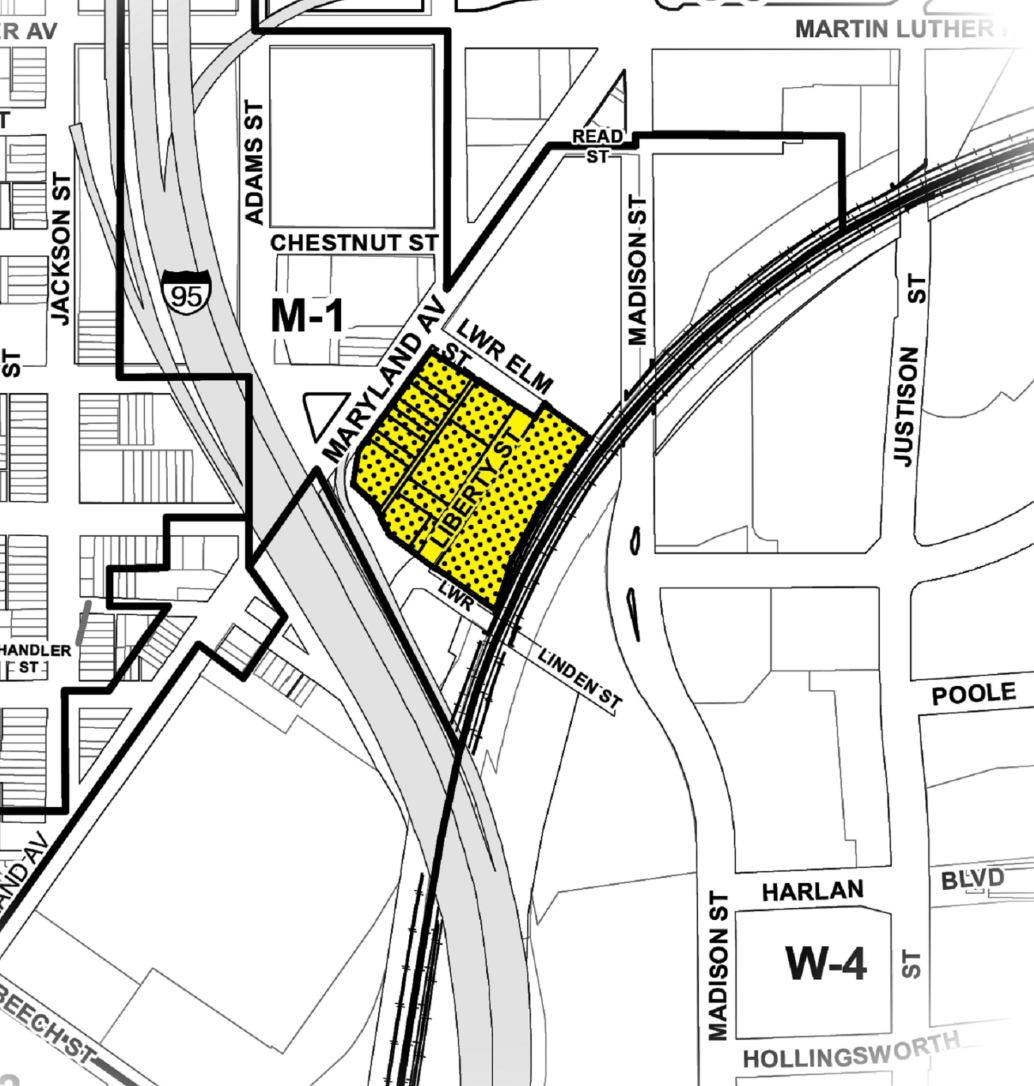 ER AV
MARTIN LUTHER
ADAMS ST
READ
ST
JACKSON ST
CHESTNUT ST
MADISON ST
ST
95
M-1
LWR ELM
ST
MARYLAND AV
ST
JUSTISON
LIBERTY ST
LWR
LINDEN ST
HANDLER
ST
POOLE
LAND AV
HARLAN
BLVD
MADISON ST
W-4
ST
BEECH ST
HOLLINGSWORTH